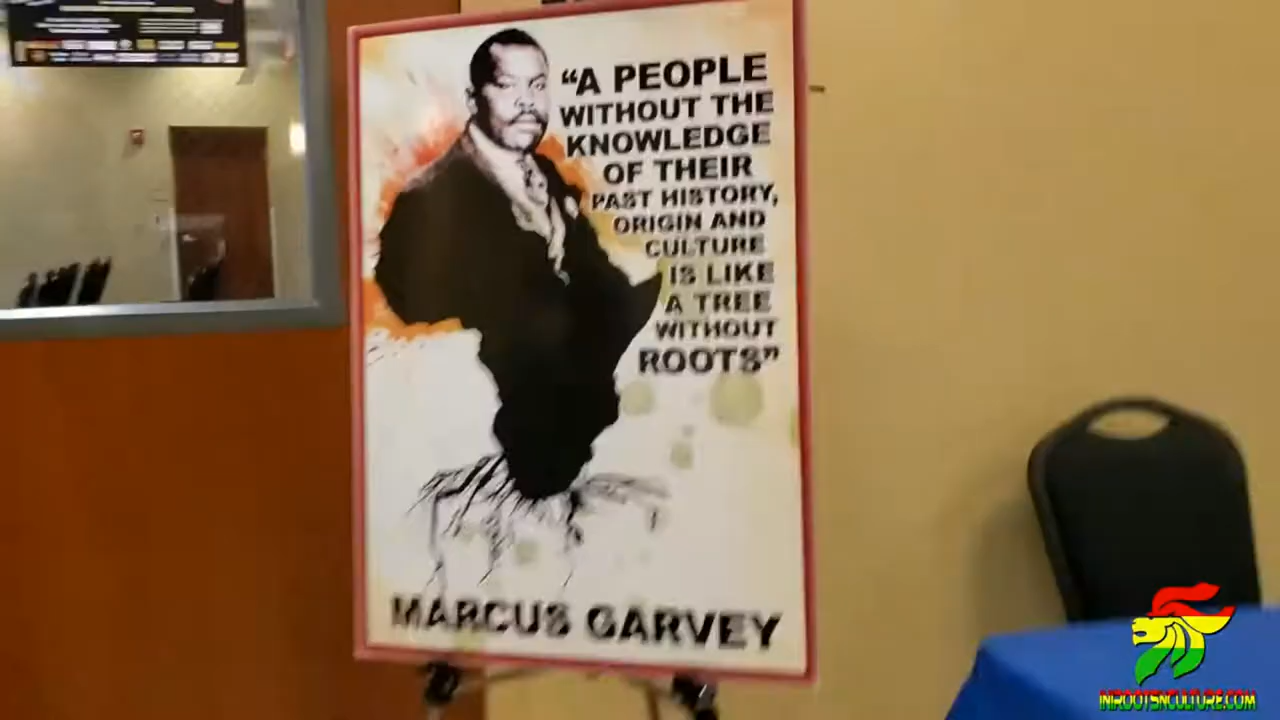 “A PEOPLE
WITHOUT THE
KNOWLEDGE
OF THEIR
PAST HISTORY,
ORIGIN AND
CULTURE
IS LIKE
A TREE
WITHOUT
ROOTS”
MARCUS GARVEY
INIROOTSNCULTURE.COM